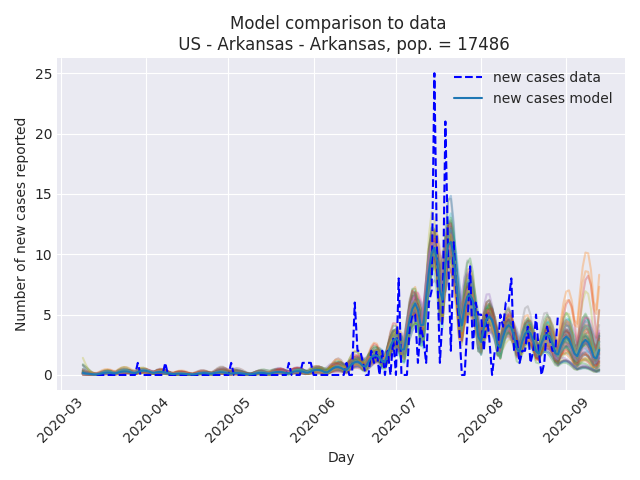 Model comparison to data
US - Arkansas - Arkansas, pop. = 17486
new cases data
new cases model
Number of new cases reported
25
20
15
10
5
0
2020-03
2020-04
2020-05
2020-06
2020-07
2020-08
2020-09
Day